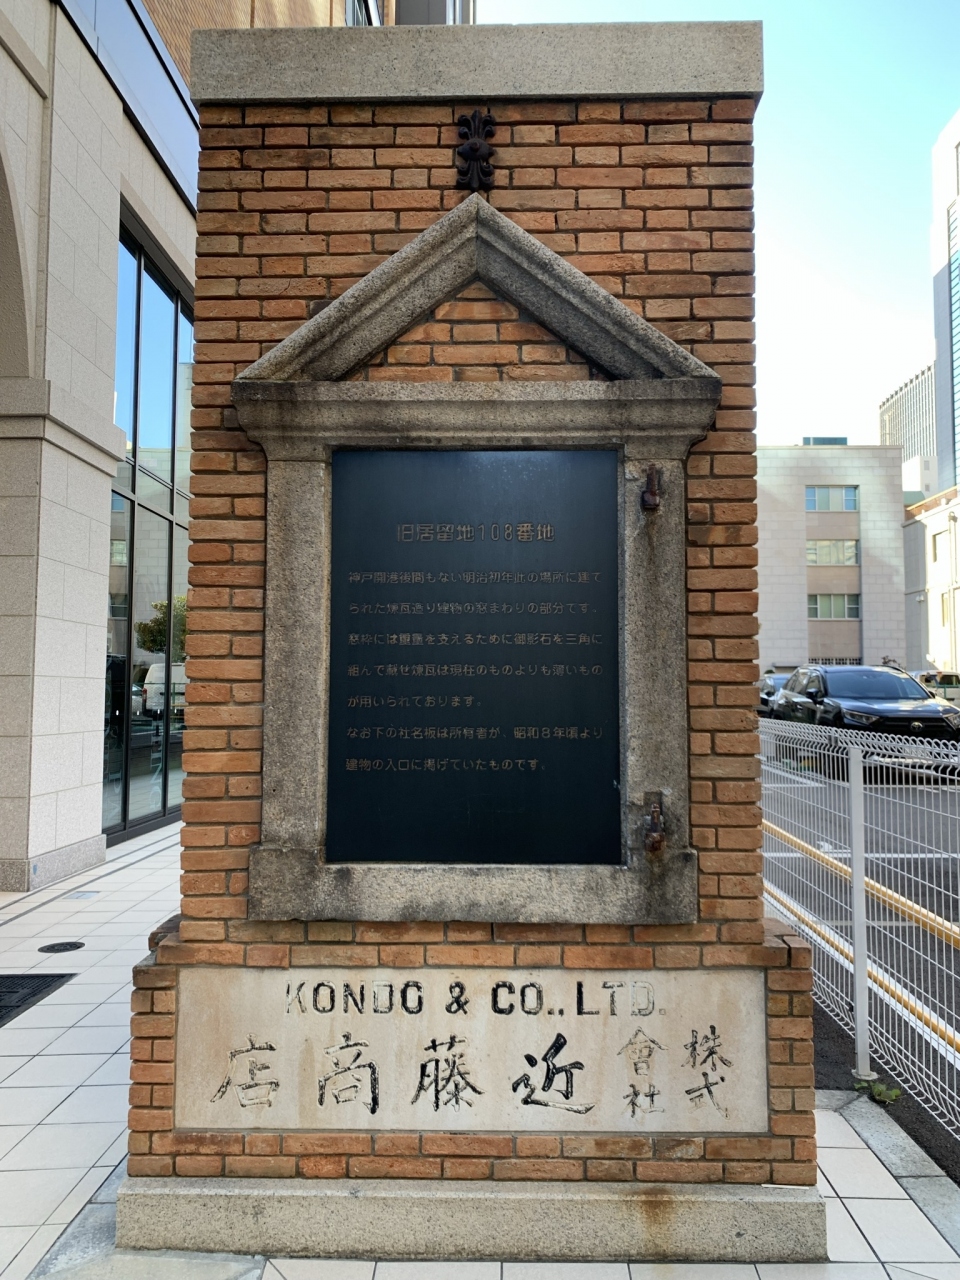 旧居留地108番地
神戸開港後間もない明治初年此の場所に建て
られた煉瓦造り建物の窓まわりの部分です。
窓枠には重量を支えるために御影石を三角に
組んで載せ煉瓦は現在のものよりも薄いもの
が用いられております。
なお下の社名板は所有者が、昭和8年頃より
建物の入口に掲げていたものです。
KONDO & CO., LTD.
株式會社近藤商店